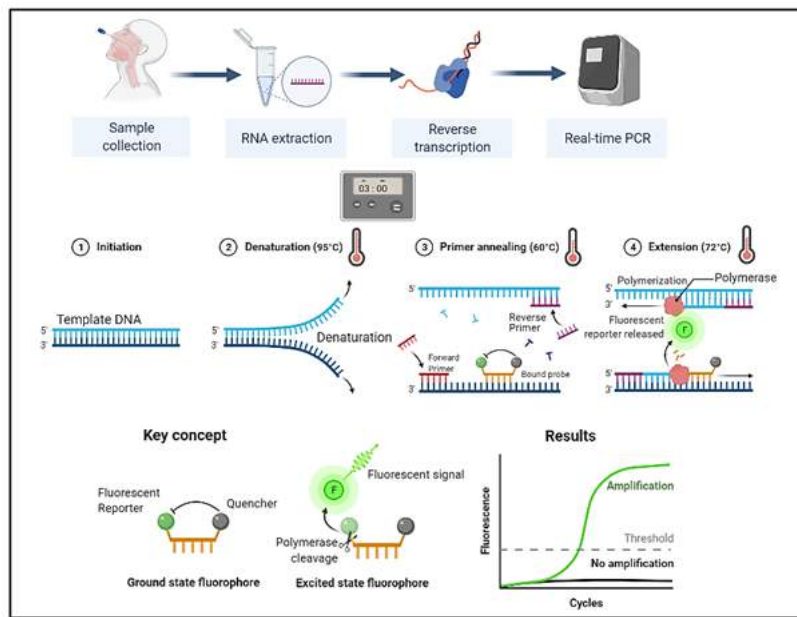 Sample
collection
RNA extraction
Reverse
transcription
Real-time PCR
03 : 00
1 Initiation
2 Denaturation (95°C)
3 Primer annealing (60°C)
4 Extension (72°C)
Template DNA
5'
3'
5'
3'
Denaturation
5'
Reverse
Primer
Forward
Primer
Bound probe
3'
Polymerization
Polymerase
5'
3'
Fluorescent
reporter released
F
5'
3'
Key concept
Fluorescent
Reporter
Quencher
Ground state fluorophore
F
Fluorescent signal
Polymerase
cleavage
Excited state fluorophore
Results
Fluorescence
Amplification
Threshold
No amplification
Cycles